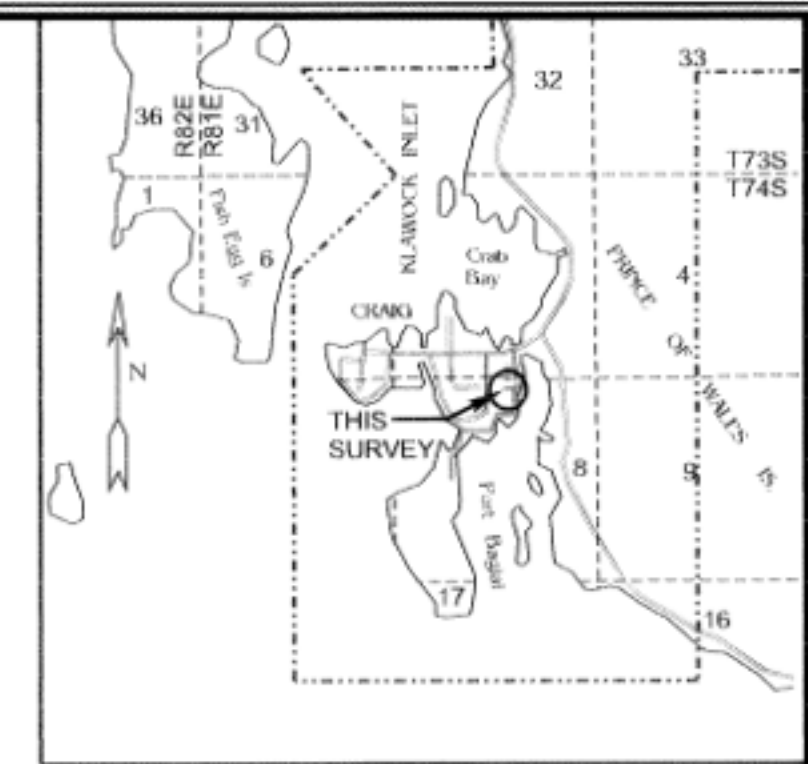 33
32
36
R82E
R81E
31
KLAWOCK INLET
T73S
T74S
1
Fish Egg Is
6
Crab
Bay
PRINCE
OF
WALES IS.
4
CRAIG
N
THIS
SURVEY
8
9
Port Bagial
17
16